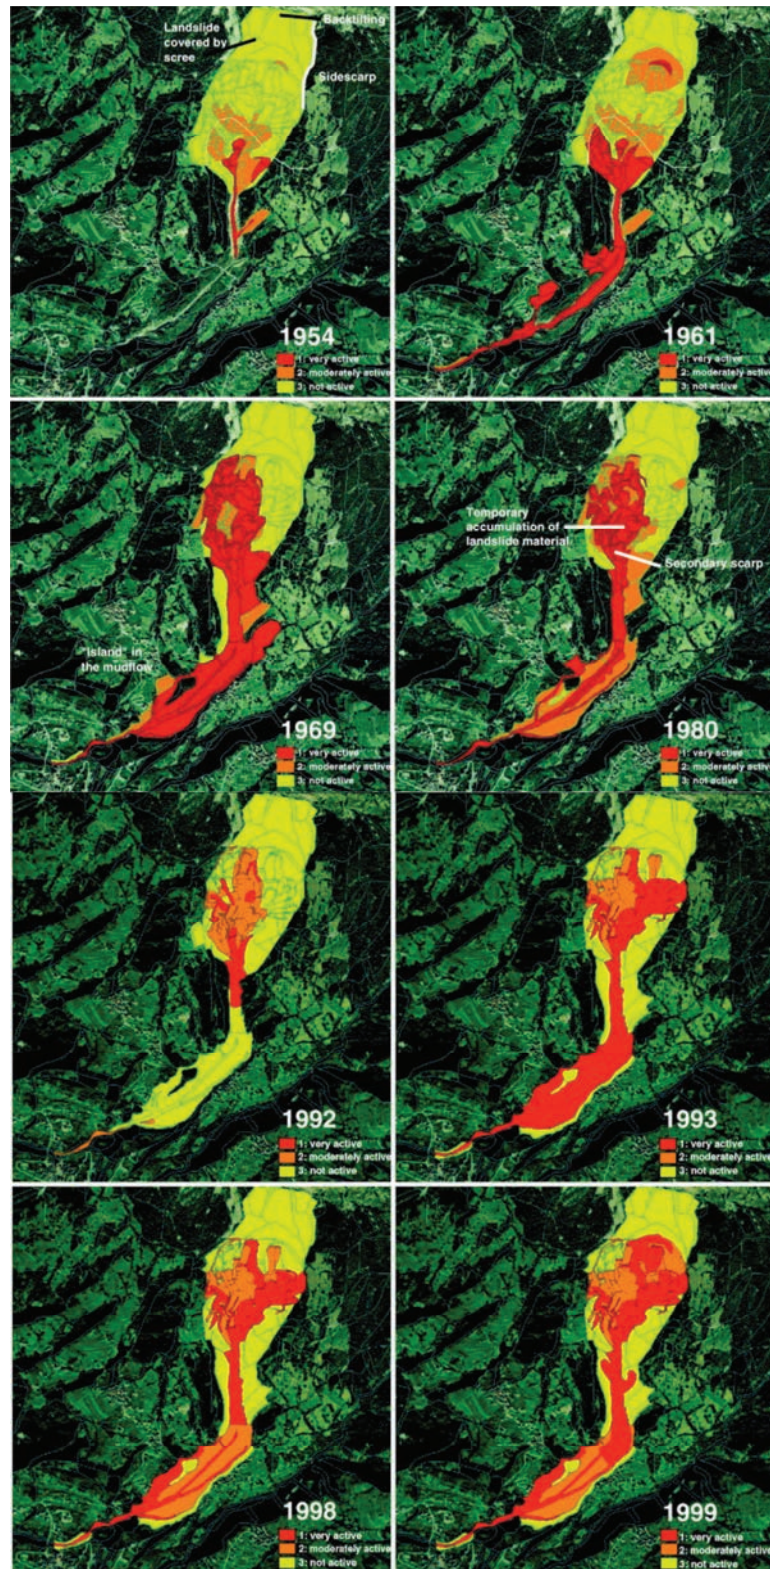 Landslide
covered by
scree
Backtilting
Sidescarp
1954
1: very active
2: moderately active
3: not active
1961
1: very active
2: moderately active
3: not active
"Island" in
the mudflow
1969
1: very active
2: moderately active
3: not active
Temporary
accumulation of
landslide material
Secondary scarp
1980
1: very active
2: moderately active
3: not active
1992
1: very active
2: moderately active
3: not active
1993
1: very active
2: moderately active
3: not active
1998
1: very active
2: moderately active
3: not active
1999
1: very active
2: moderately active
3: not active